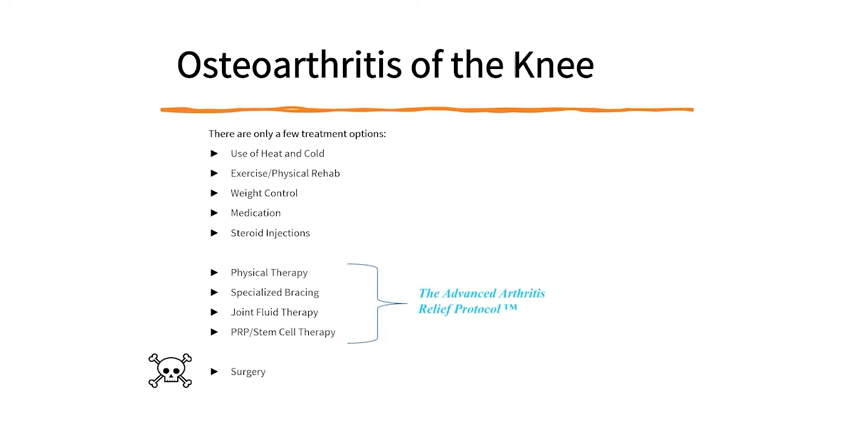 Osteoarthritis of the Knee
There are only a few treatment options:
► Use of Heat and Cold
► Exercise/Physical Rehab
► Weight Control
► Medication
► Steroid Injections
► Physical Therapy
► Specialized Bracing
► Joint Fluid Therapy
► PRP/Stem Cell Therapy
The Advanced Arthritis
Relief Protocol ™
► Surgery